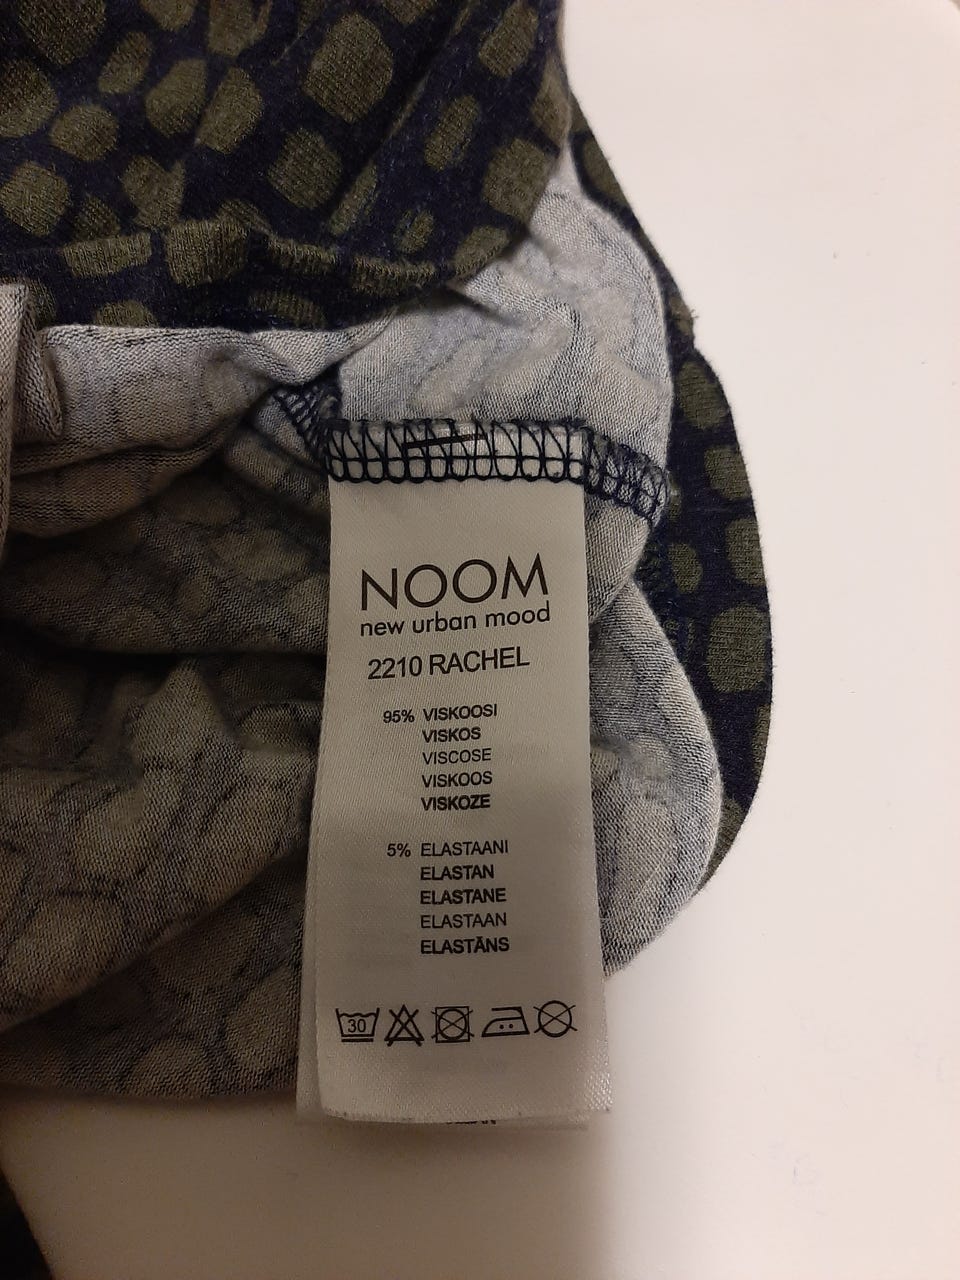 NOOM
new urban mood
2210 RACHEL
95% VISKOOSI
VISKOS
VISCOSE
VISKOOS
VISKOZE
5% ELASTAANI
ELASTAN
ELASTANE
ELASTAAN
ELASTĀNS
30